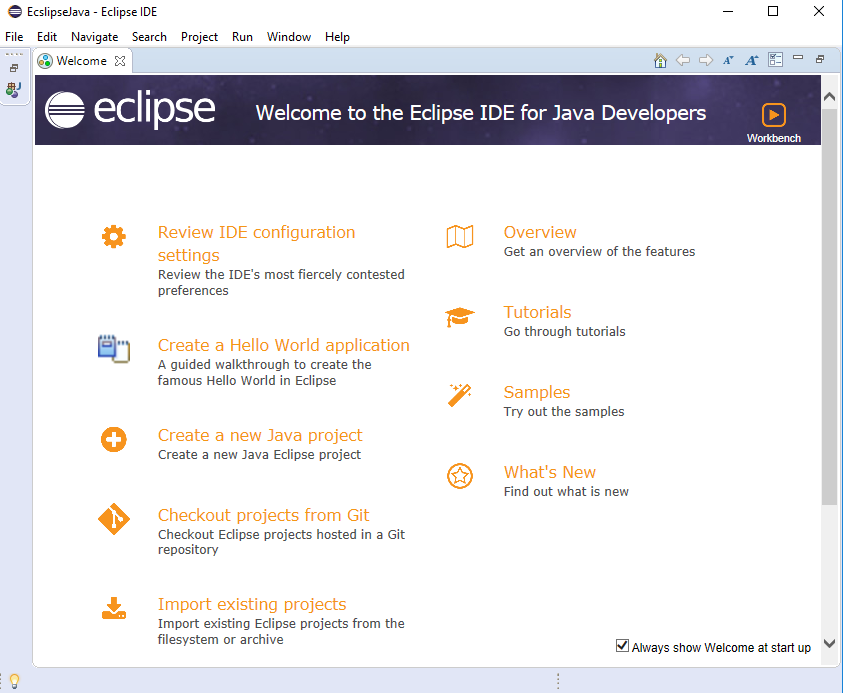 EcslipseJava - Eclipse IDE
File Edit Navigate Search Project Run Window Help
Welcome
eclipse
Welcome to the Eclipse IDE for Java Developers
Workbench
Review IDE configuration
settings
Review the IDE's most fiercely contested
preferences
Create a Hello World application
A guided walkthrough to create the
famous Hello World in Eclipse
Create a new Java project
Create a new Java Eclipse project
Checkout projects from Git
Checkout Eclipse projects hosted in a Git
repository
Import existing projects
Import existing Eclipse projects from the
filesystem or archive
Overview
Get an overview of the features
Tutorials
Go through tutorials
Samples
Try out the samples
What's New
Find out what is new
Always show Welcome at start up